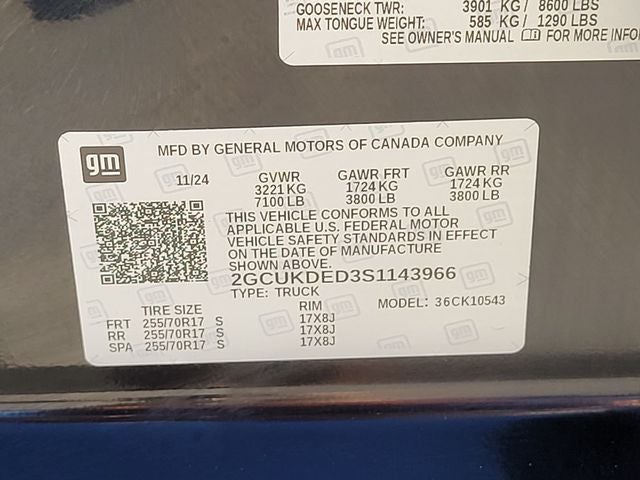 GOOSENECK TWR: 3901 KG / 8600 LBS
MAX TONGUE WEIGHT: 585 KG / 1290 LBS
SEE OWNER'S MANUAL FOR MORE INFOR
gm
MFD BY GENERAL MOTORS OF CANADA COMPANY
11/24 GVWR GAWR FRT GAWR RR
3221 KG 1724 KG 1724 KG
7100 LB 3800 LB 3800 LB
THIS VEHICLE CONFORMS TO ALL
APPLICABLE U.S. FEDERAL MOTOR
VEHICLE SAFETY STANDARDS IN EFFECT
ON THE DATE OF MANUFACTURE
SHOWN ABOVE.
2GCUKDED3S1143966
TYPE: TRUCK MODEL: 36CK10543
TIRE SIZE RIM
FRT 255/70R17 S 17X8J
RR 255/70R17 S 17X8J
SPA 255/70R17 S 17X8J